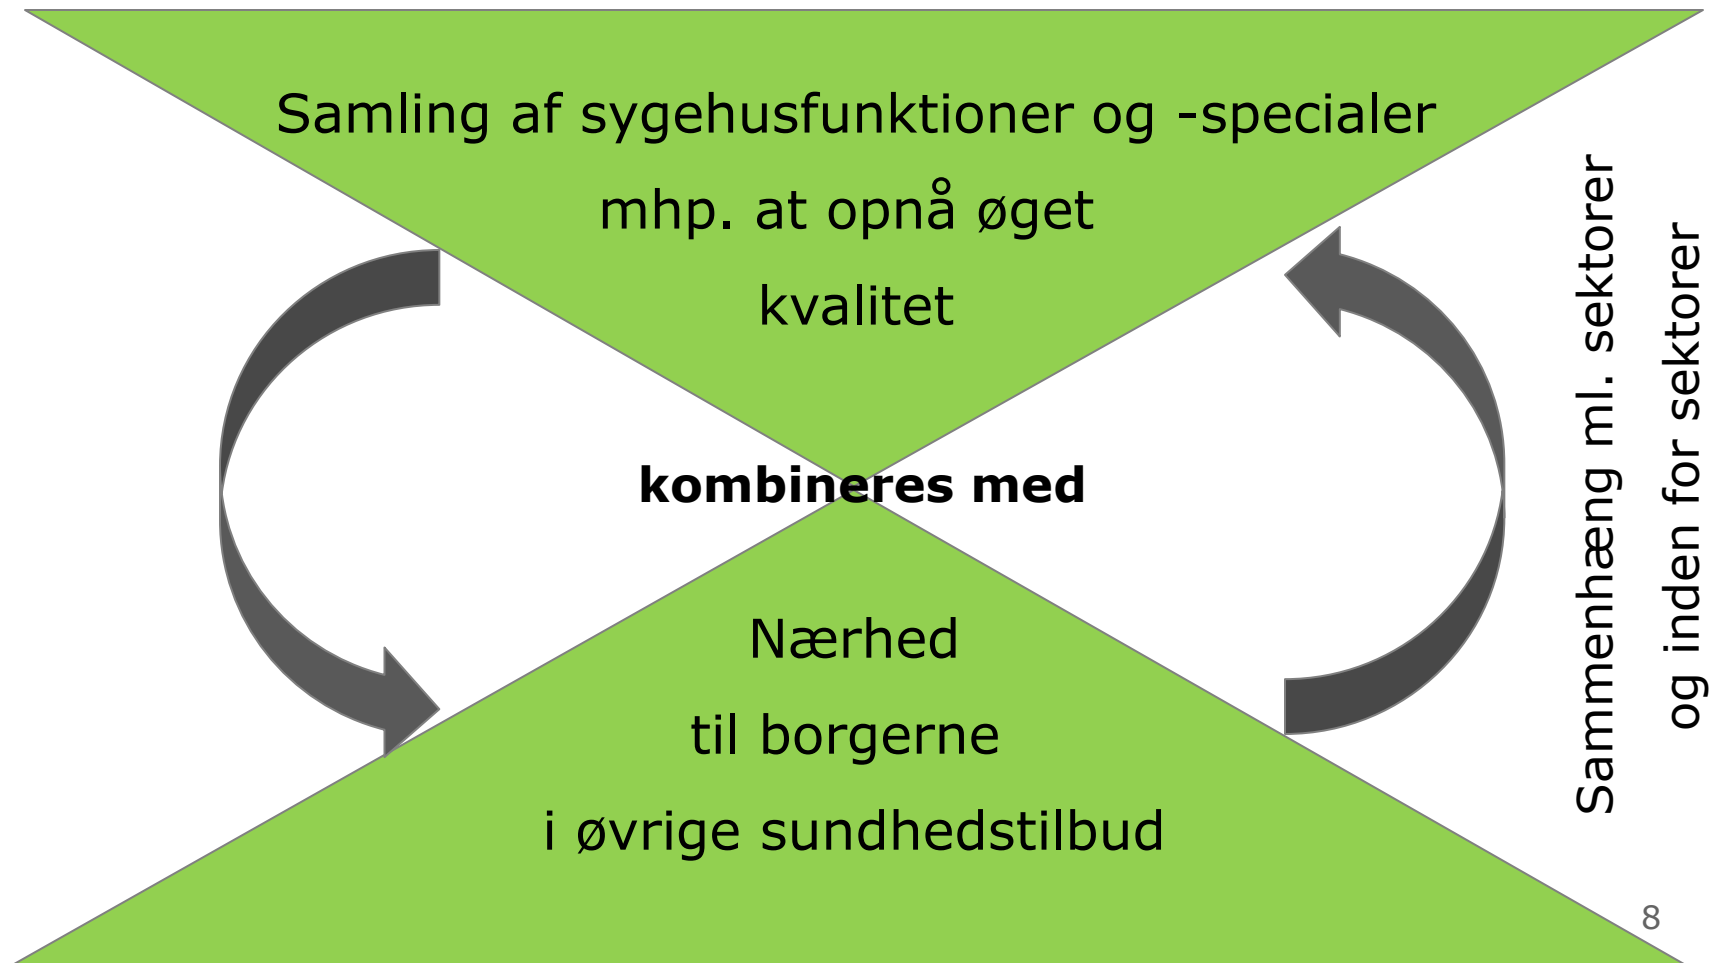 Samling af sygehusfunktioner og -specialer
mhp. at opnå øget
kvalitet
kombineres med
Nærhed
til borgerne
i øvrige sundhedstilbud
Sammenhæng ml. sektorer
og inden for sektorer
8